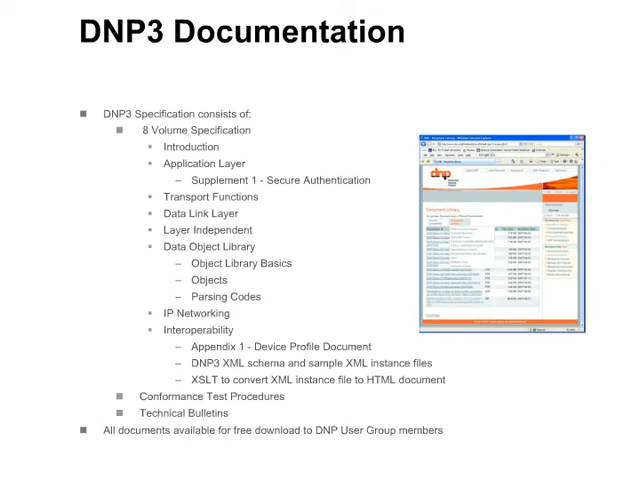 DNP3 Documentation
DNP3 Specification consists of:
8 Volume Specification
Introduction
Application Layer
– Supplement 1 - Secure Authentication
Transport Functions
Data Link Layer
Layer Independent
Data Object Library
– Object Library Basics
– Objects
– Parsing Codes
IP Networking
Interoperability
– Appendix 1 - Device Profile Document
– DNP3 XML schema and sample XML instance files
– XSLT to convert XML instance file to HTML document
Conformance Test Procedures
Technical Bulletins
All documents available for free download to DNP User Group members
dnp
Document Library